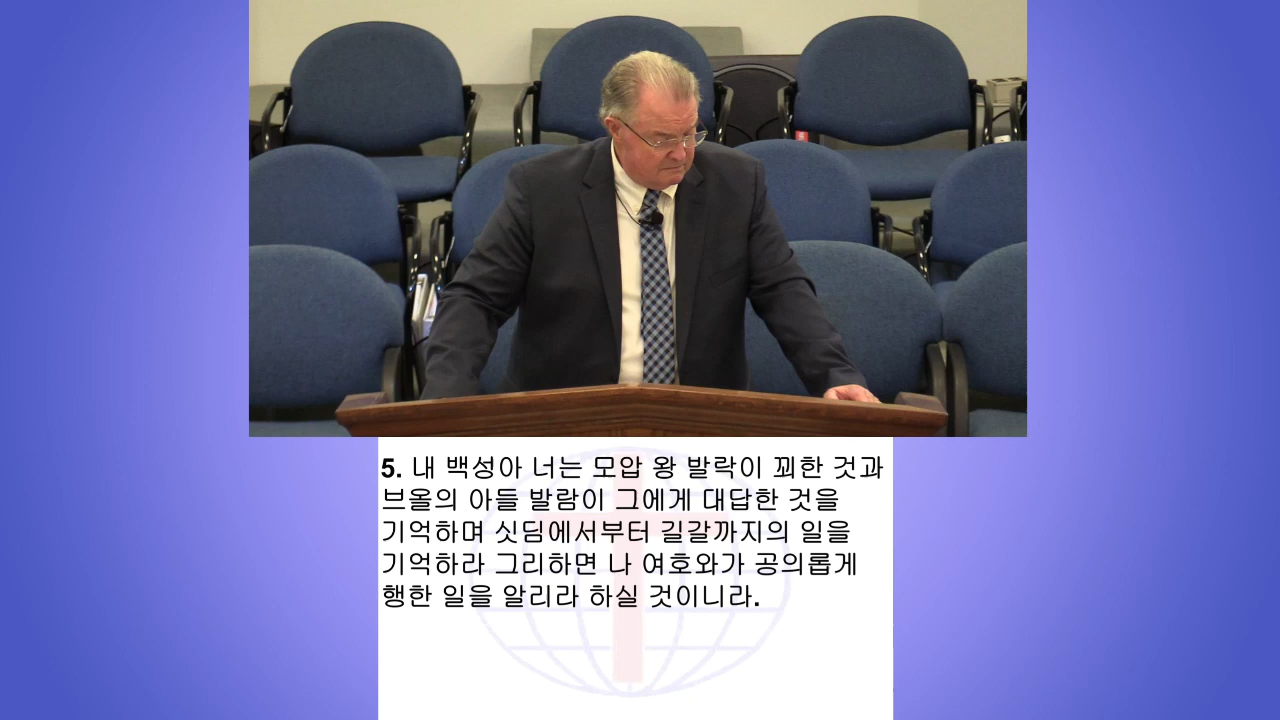 5. 내 백성아 너는 모압 왕 발락이 꾀한 것과
브올의 아들 발람이 그에게 대답한 것을
기억하며 싯딤에서부터 길갈까지의 일을
기억하라 그리하면 나 여호와가 공의롭게
행한 일을 알리라 하실 것이니라.